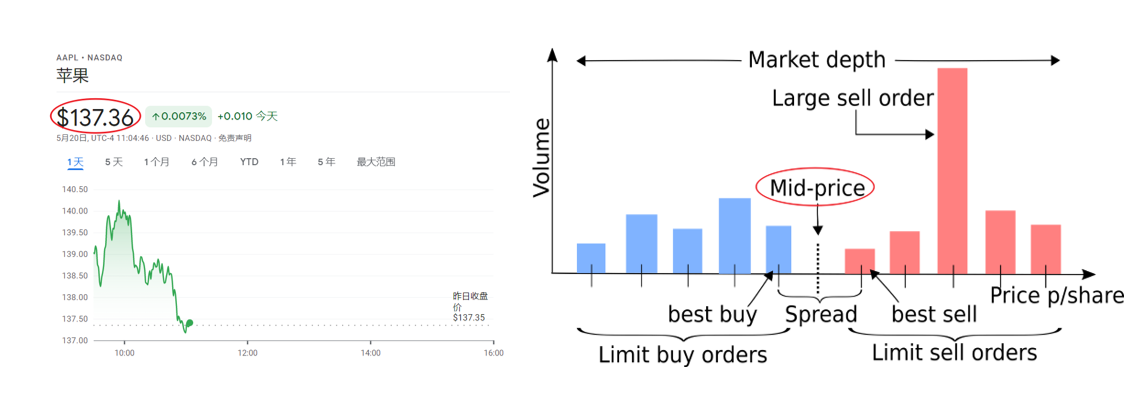 AAPL • NASDAQ
苹果
$137.36 ↑0.0073% +0.010 今天
5月20日, UTC-4 11:04:46 · USD · NASDAQ · 免责声明
1天 5天 1个月 6个月 YTD 1年 5年 最大范围
140.50
140.00
139.50
139.00
138.50
138.00
137.50
137.00
昨日收盘
价
$137.35
10:00 12:00 14:00 16:00
Market depth
Large sell order
Volume
Mid-price
Price p/share
best buy Spread best sell
Limit buy orders Limit sell orders